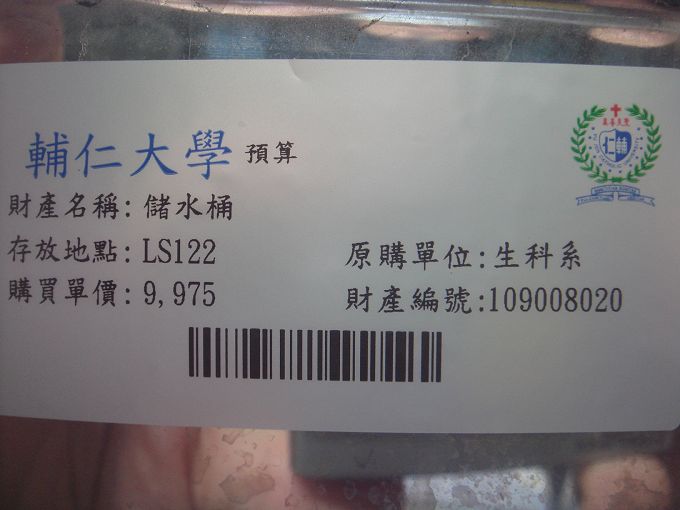 輔仁大學 預算
財產名稱: 儲水桶
存放地點: LS122 原購單位: 生科系
購買單價: 9,975 財產編號:109008020